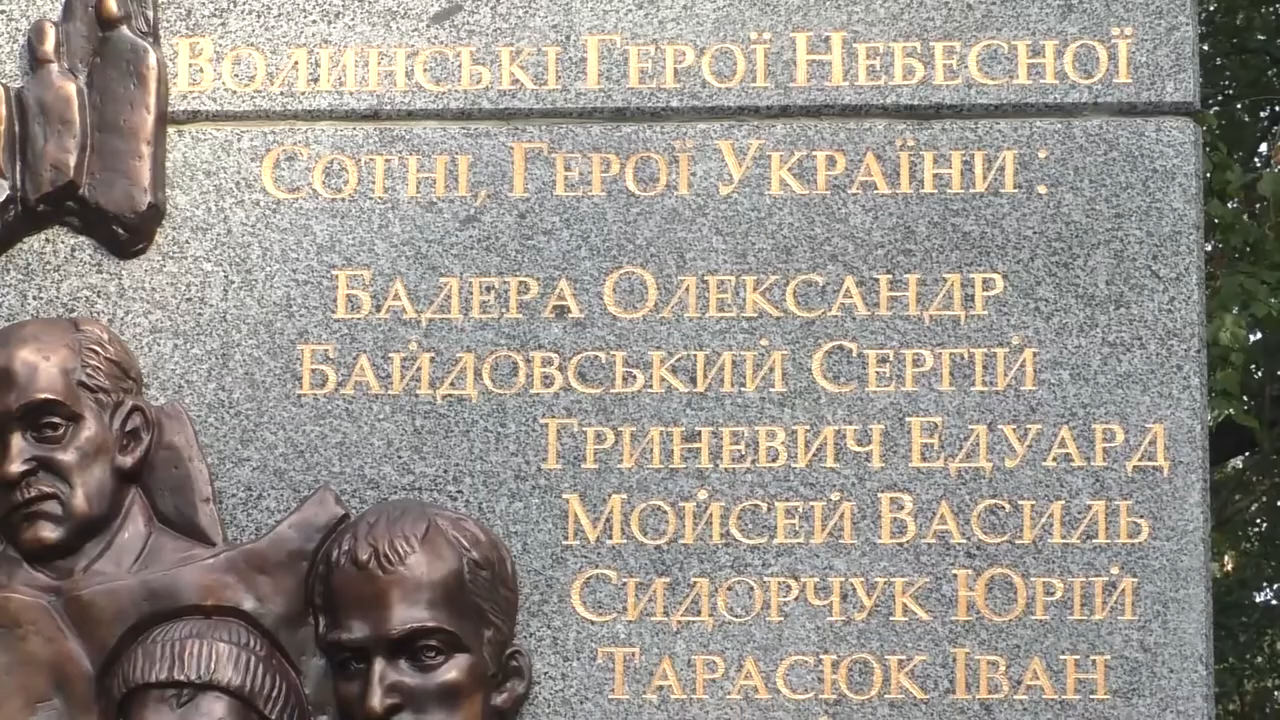 Волинські Герої Небесної
Сотні, Герої України :
Бадера Олександр
Байдовський Сергій
Гриневич Едуард
Мойсей Василь
Сидорчук Юрій
Тарасюк Іван